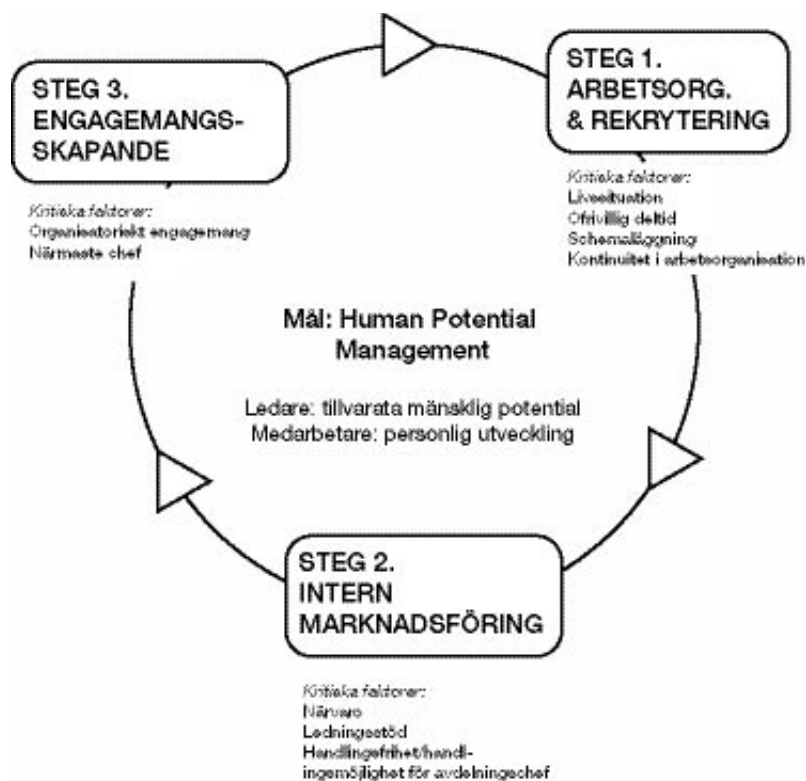 STEG 1.
ARBETSORG.
& REKRYTERING
Kritiska faktorer:
Livssituation
Ofrivillig deltid
Schemaläggning
Kontinuitet i arbetsorganisation
STEG 2.
INTERN
MARKNADSFÖRING
Kritiska faktorer:
Närvaro
Ledningsstöd
Handlingsfrihet/handl-
ingsmöjlighet för avdelningschef
STEG 3.
ENGAGEMANGS-
SKAPANDE
Kritiska faktorer:
Organisatoriskt engagemang
Närmaste chef
Mål: Human Potential
Management
Ledare: tillvarata mänsklig potential
Medarbetare: personlig utveckling